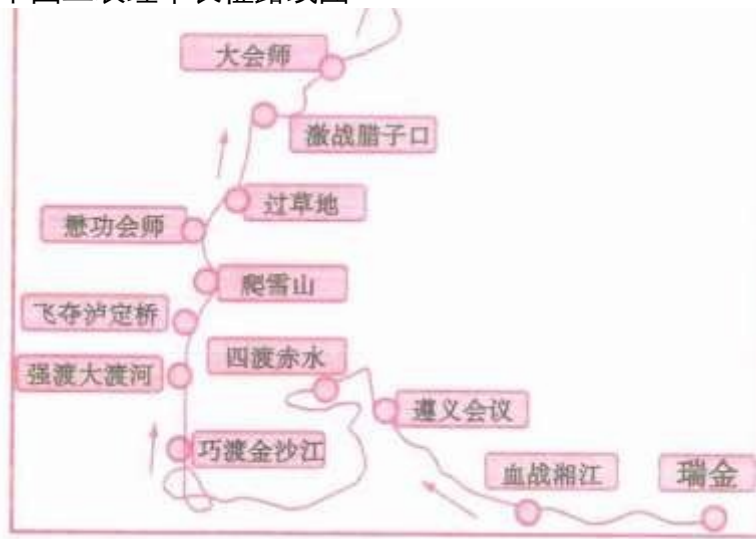 大会师
激战腊子口
过草地
懋功会师
爬雪山
飞夺泸定桥
四渡赤水
强渡大渡河
遵义会议
巧渡金沙江
血战湘江
瑞金